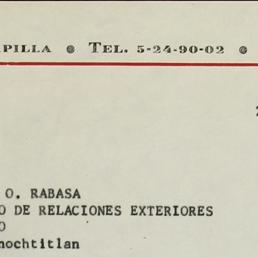 PILLA ● TEL. 5-24-90-02 ●
O. RABASA
O DE RELACIONES EXTERIORES
O
nochtitlan